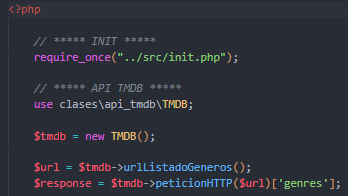 <?php
// ***** INIT *****
require_once("../src/init.php");
// ***** API TMDB *****
use clases\api_tmdb\TMDB;
$tmdb = new TMDB();
$url = $tmdb->urlListadoGeneros();
$response = $tmdb->peticionHTTP($url)['genres'];